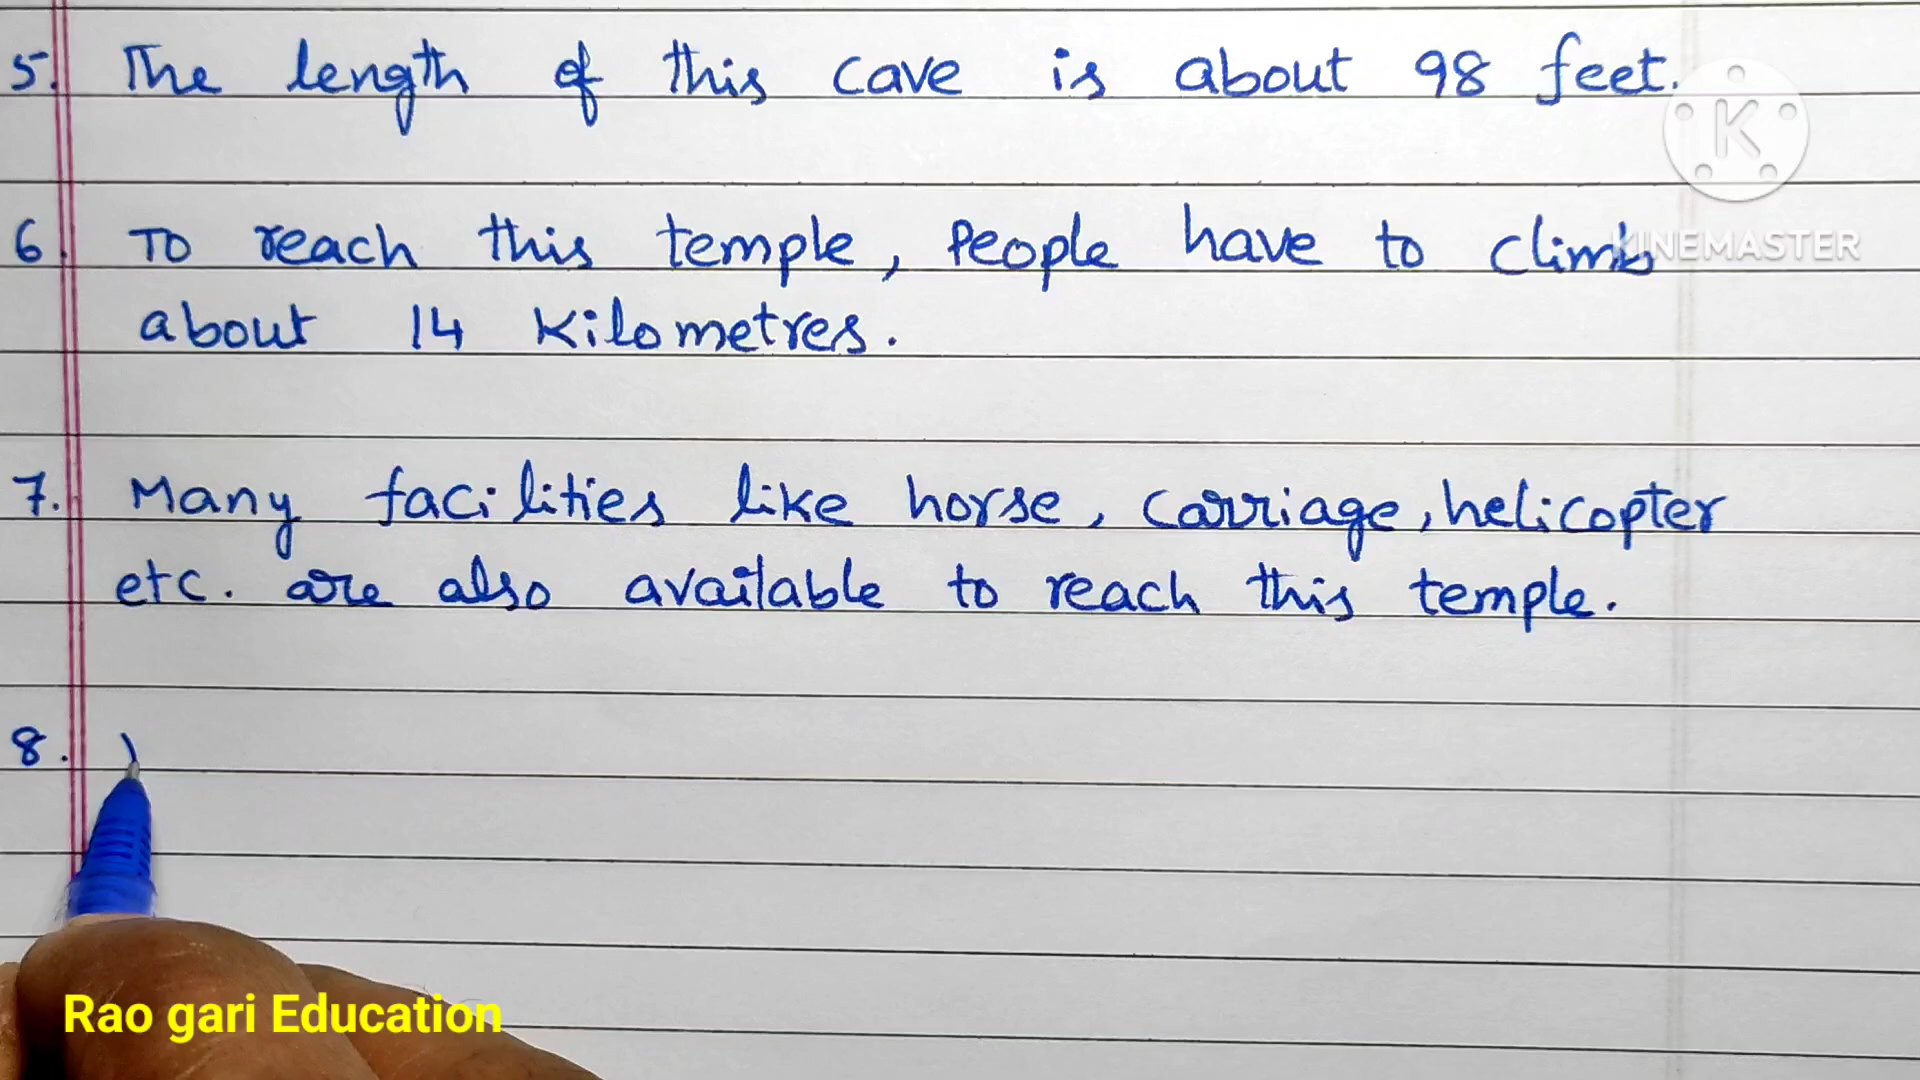 5. The length of this cave is about 98 feet.
K
KINEMASTER
6. To reach this temple, People have to climb
about 14 Kilometres.
7. Many facilities like horse, carriage, helicopter
etc. are also available to reach this temple.
8.
Rao gari Education